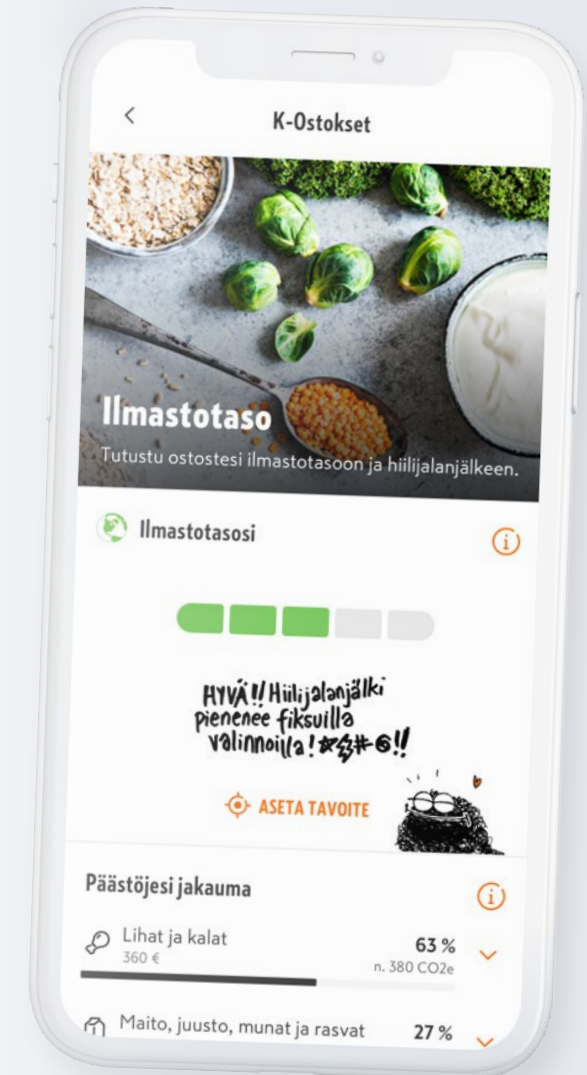 K-Ostokset
Ilmastotaso
Tutustu ostostesi ilmastotasoon ja hiilijalanjälkeen.
Ilmastotasosi
HYVÄ!! Hiilijalanjälki
pienenee fiksuilla
valinnoilla!
ASETA TAVOITE
Päästöjesi jakauma
Lihat ja kalat
63 %
360 €
n. 380 CO2e
Maito, juusto, munat ja rasvat
27 %